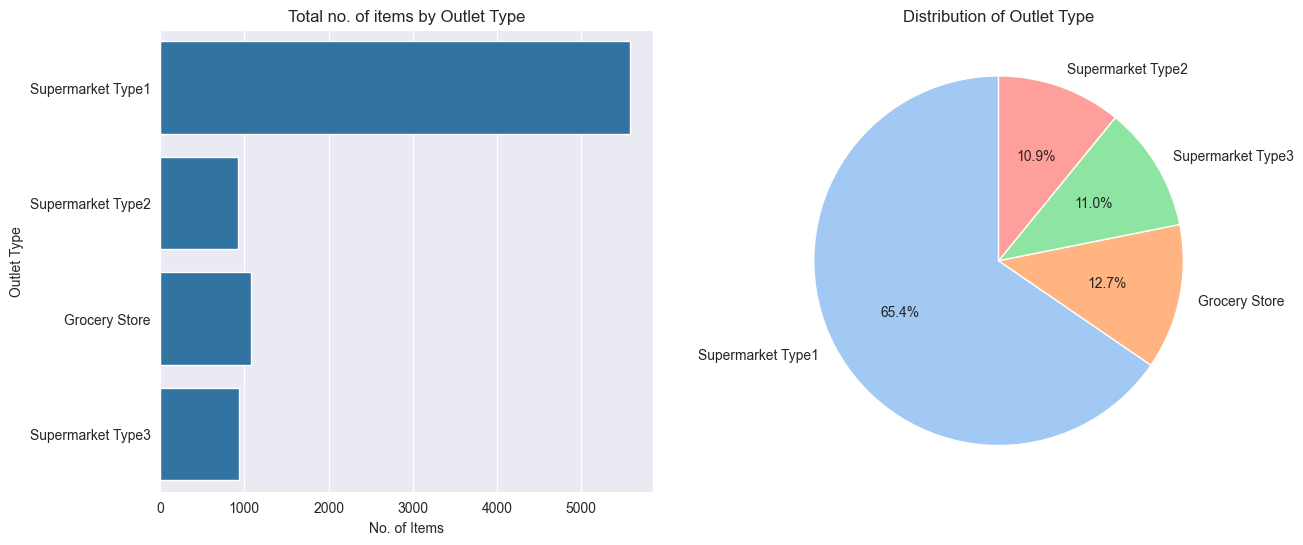 Total no. of items by Outlet Type
Outlet Type
Supermarket Type1
Supermarket Type2
Grocery Store
Supermarket Type3
0 1000 2000 3000 4000 5000
No. of Items
Distribution of Outlet Type
Supermarket Type2
10.9%
Supermarket Type3
11.0%
12.7%
Grocery Store
65.4%
Supermarket Type1